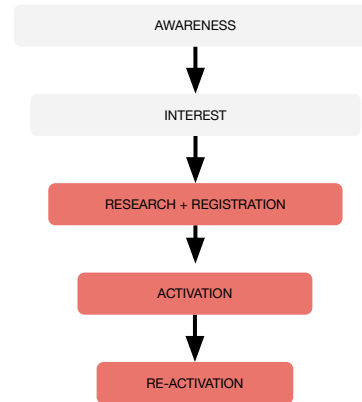 AWARENESS
INTEREST
RESEARCH + REGISTRATION
ACTIVATION
RE-ACTIVATION